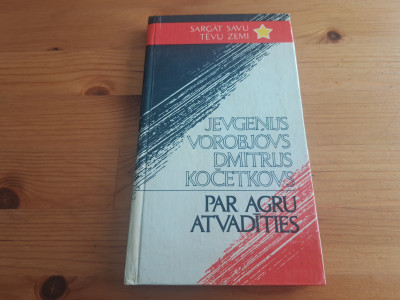 SARGĀT SAVU
TĒVU ZEMI
JEVGEŅIJS
VOROBJOVS
DMITRIJS
KOČETKOVS
PAR AGRU
ATVADĪTIES